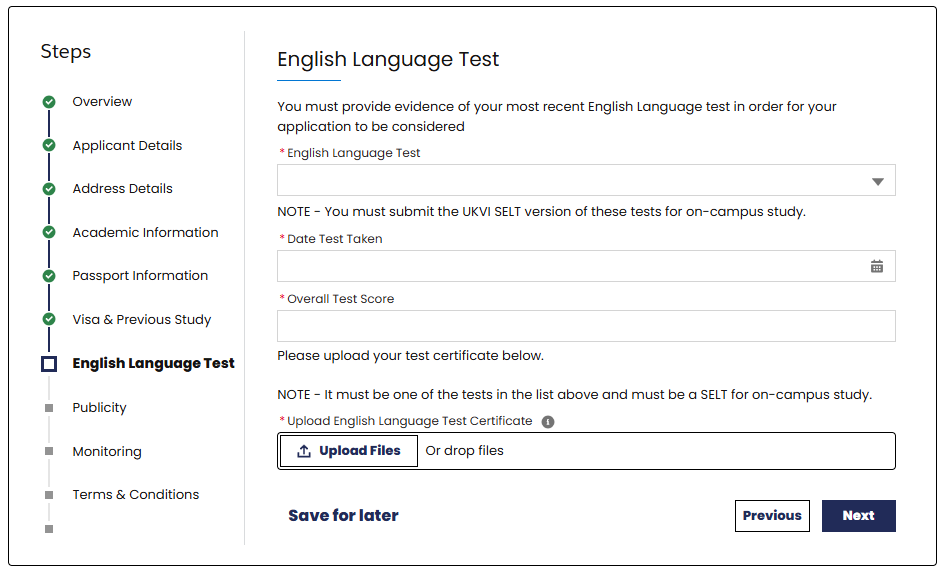 Steps
Overview
Applicant Details
Address Details
Academic Information
Passport Information
Visa & Previous Study
English Language Test
Publicity
Monitoring
Terms & Conditions
English Language Test
You must provide evidence of your most recent English Language test in order for your
application to be considered
* English Language Test
NOTE - You must submit the UKVI SELT version of these tests for on-campus study.
* Date Test Taken
* Overall Test Score
Please upload your test certificate below.
NOTE - It must be one of the tests in the list above and must be a SELT for on-campus study.
* Upload English Language Test Certificate
Upload Files Or drop files
Save for later Previous Next